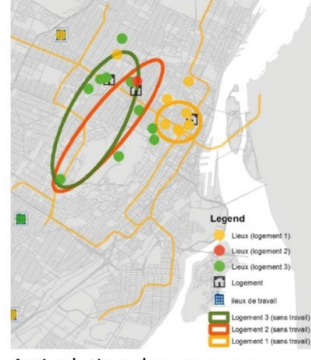 Legend
Lieux (logement 1)
Lieux (logement 2)
Lieux (logement 3)
Logement
lieux de travail
Logement 3 (sans travail)
Logement 2 (sans travail)
Logement 1 (sans travail)